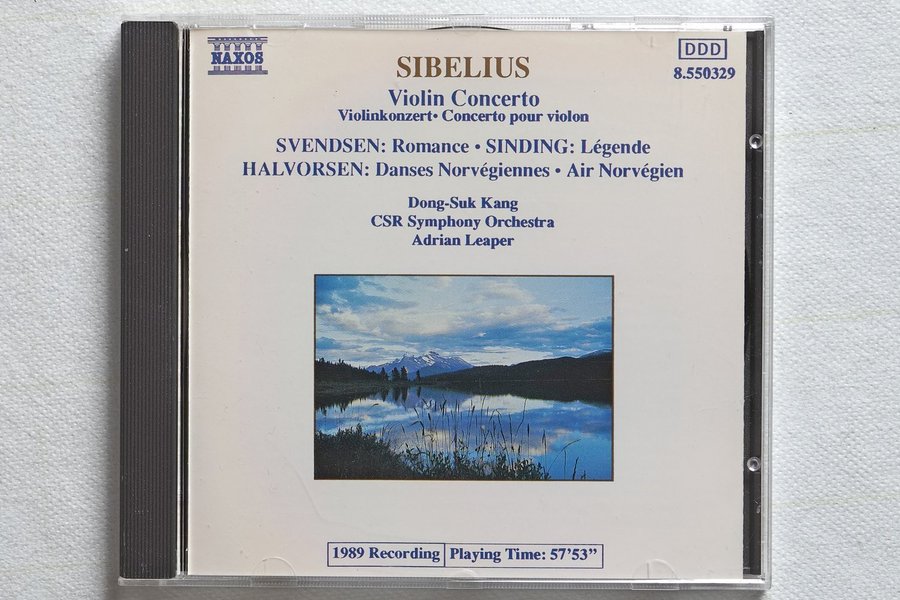 NAXOS
DDD
8.550329
SIBELIUS
Violin Concerto
Violinkonzert• Concerto pour violon
SVENDSEN: Romance • SINDING: Légende
HALVORSEN: Danses Norvégiennes • Air Norvégien
Dong-Suk Kang
CSR Symphony Orchestra
Adrian Leaper
1989 Recording Playing Time: 57'53”